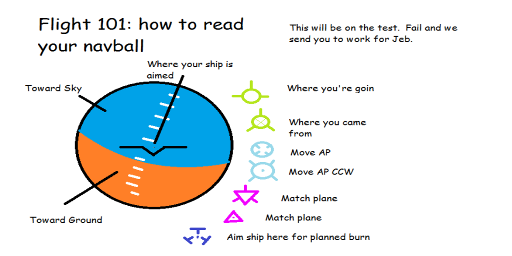 Flight 101: how to read
your navball
This will be on the test.  Fail and we
send you to work for Jeb.
Where your ship is
aimed
Toward Sky
Where you're goin
Where you came
from
Move AP
Move AP CCW
Match plane
Match plane
Toward Ground
Aim ship here for planned burn